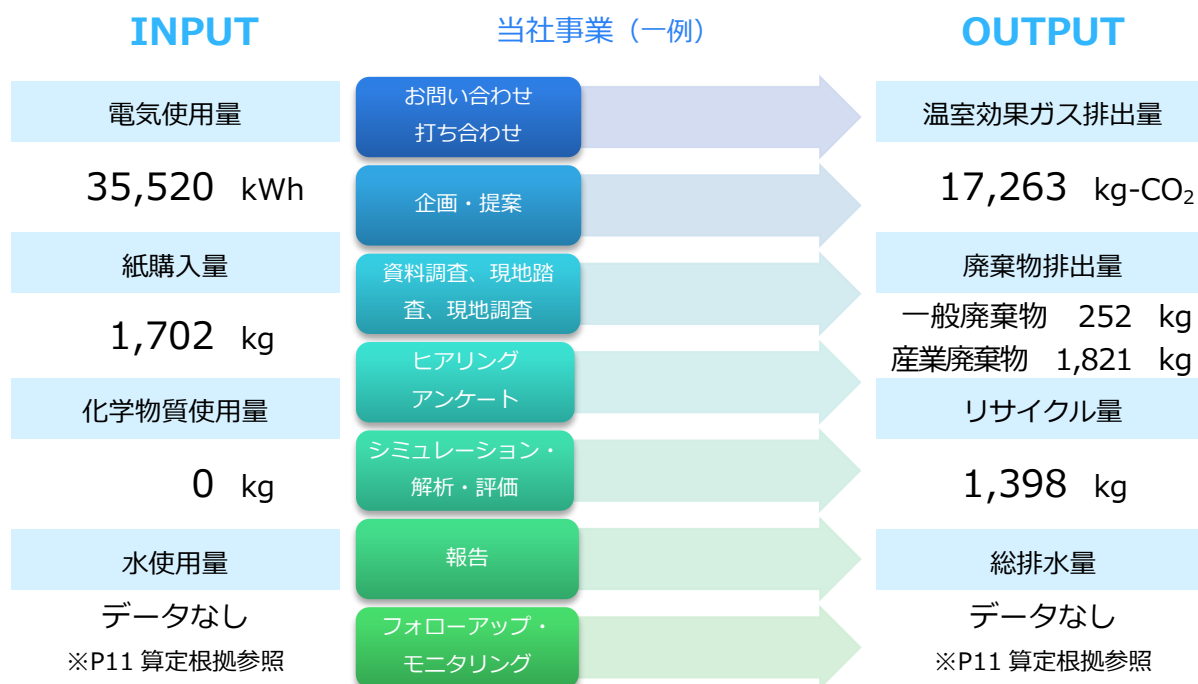 INPUT
当社事業（一例）
OUTPUT
電気使用量
35,520 kWh
紙購入量
1,702 kg
化学物質使用量
0 kg
水使用量
データなし
※P11 算定根拠参照
お問い合わせ
打ち合わせ
企画・提案
資料調査、現地踏
査、現地調査
ヒアリング
アンケート
シミュレーション・
解析・評価
報告
フォローアップ・
モニタリング
温室効果ガス排出量
17,263 kg-CO₂
廃棄物排出量
一般廃棄物 252 kg
産業廃棄物 1,821 kg
リサイクル量
1,398 kg
総排水量
データなし
※P11 算定根拠参照